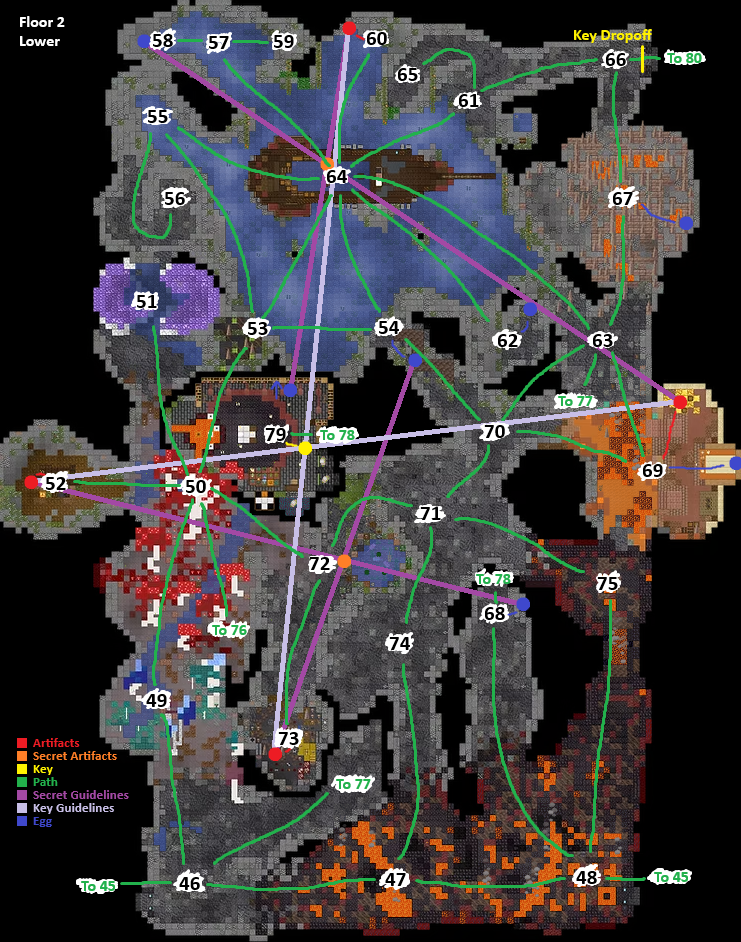 Floor 2
Lower
58
57
59
60
Key Dropoff
66
To 80
65
61
55
64
56
67
51
53
54
62
63
To 77
79
To 78
70
52
50
69
71
72
To 78
75
68
To 76
74
49
73
Artifacts
Secret Artifacts
Key
Path
Secret Guidelines
Key Guidelines
Egg
To 77
To 45
46
47
48
To 45